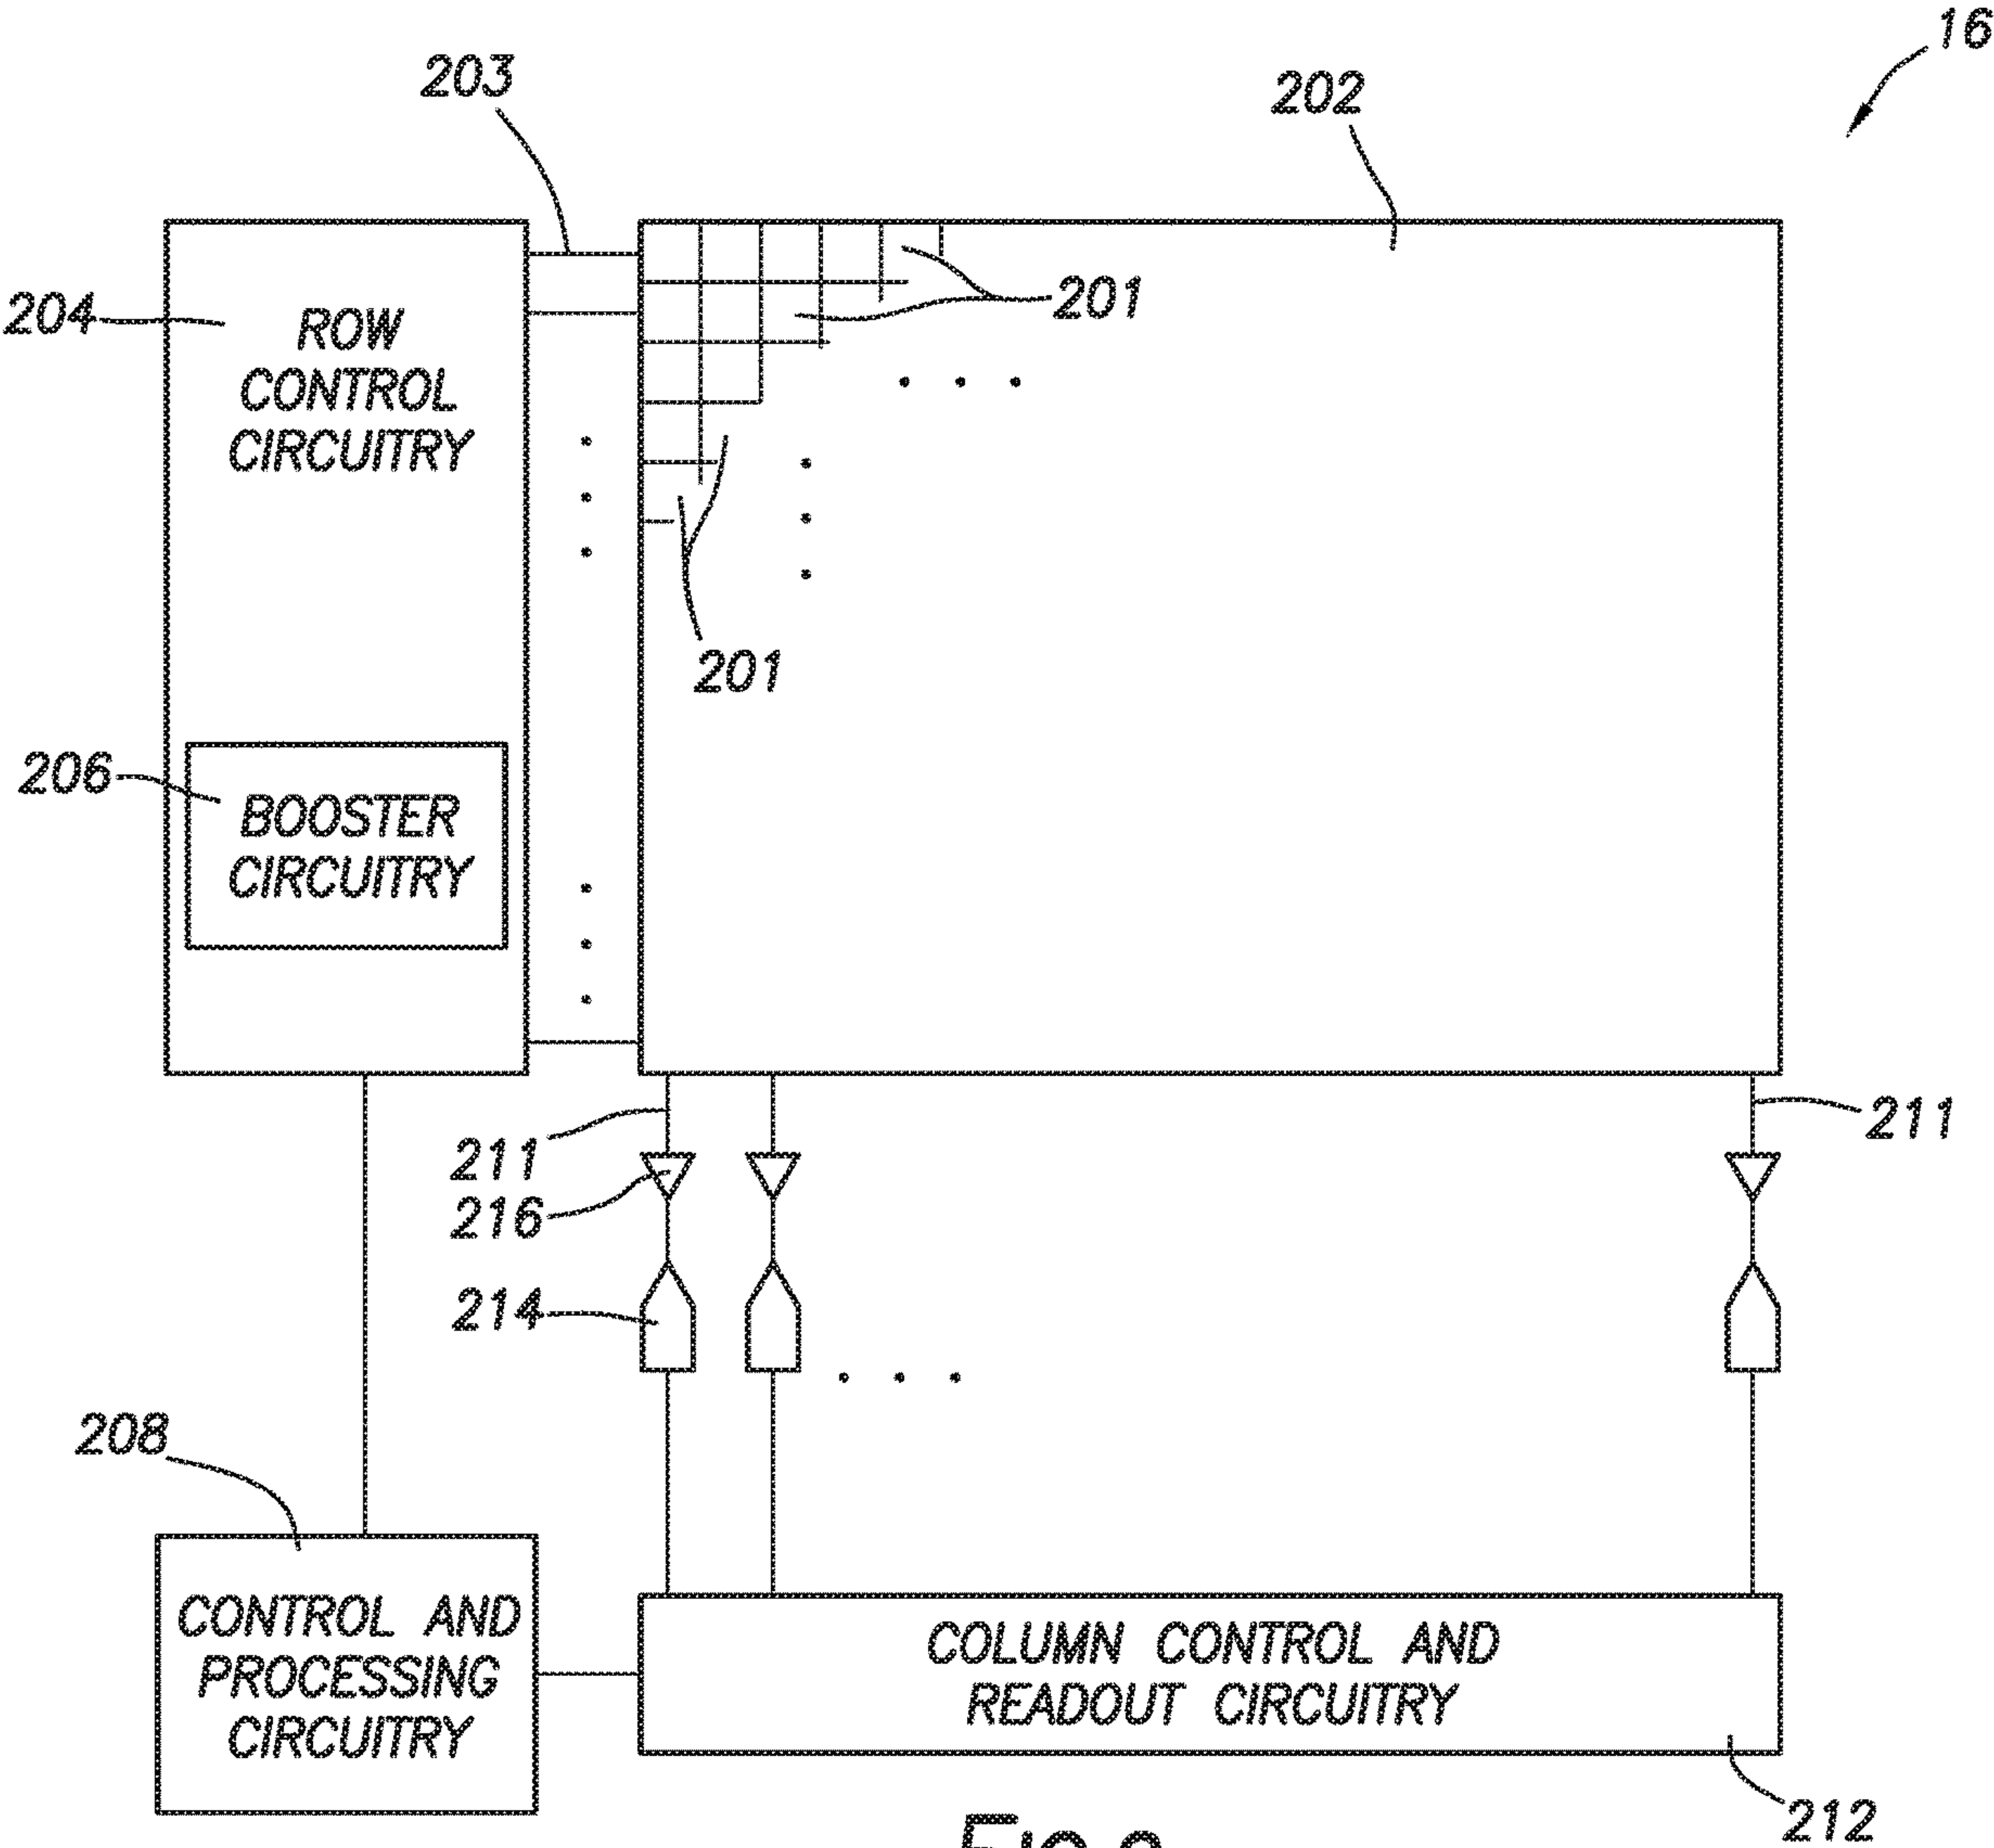 16
203
202
204
ROW
CONTROL
CIRCUITRY
201
201
206
BOOSTER
CIRCUITRY
211
211
216
214
208
CONTROL AND
PROCESSING
CIRCUITRY
COLUMN CONTROL AND
READOUT CIRCUITRY
212